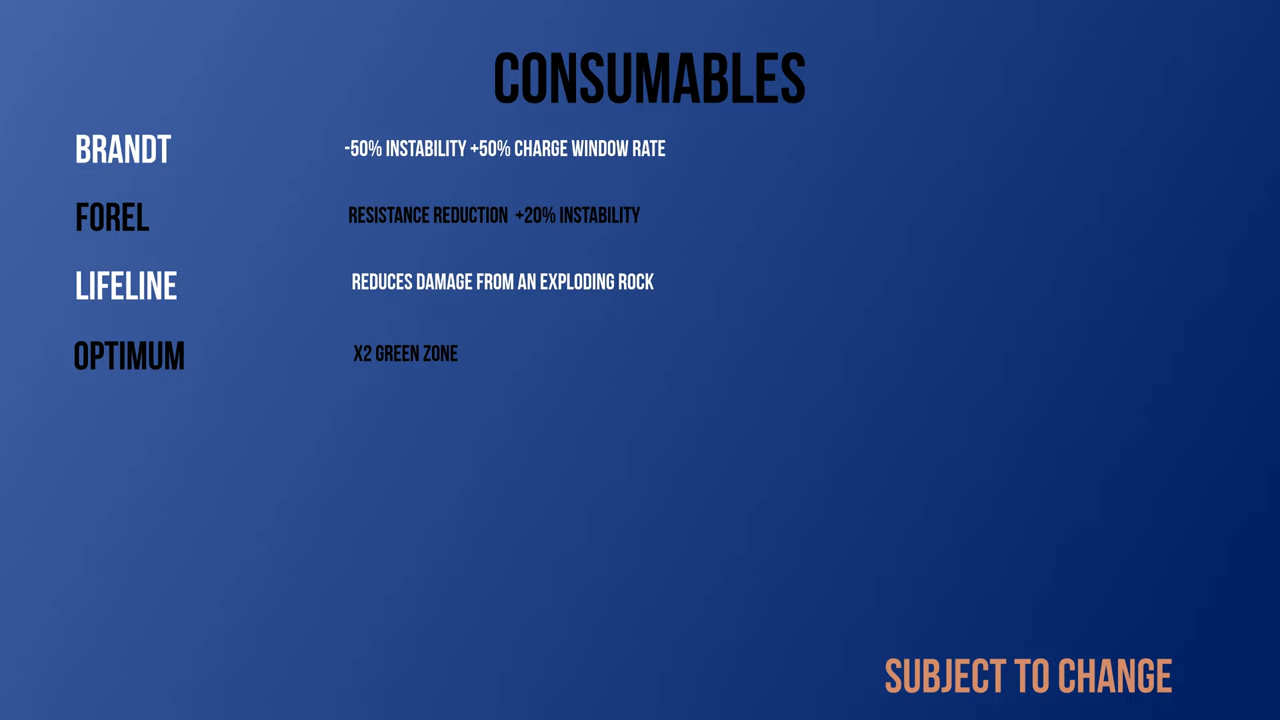 CONSUMABLES
BRANDT -50% INSTABILITY +50% CHARGE WINDOW RATE
FOREL RESISTANCE REDUCTION +20% INSTABILITY
LIFELINE REDUCES DAMAGE FROM AN EXPLODING ROCK
OPTIMUM X2 GREEN ZONE
SUBJECT TO CHANGE